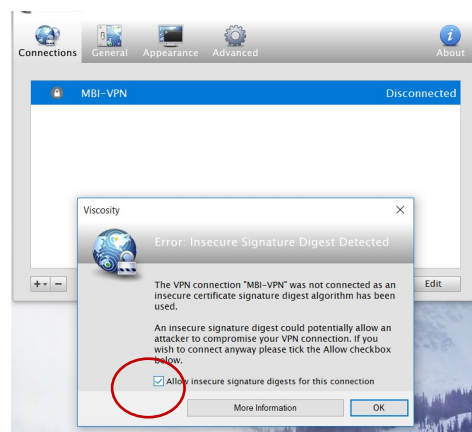 Connections General Appearance Advanced About
MBI-VPN Disconnected
Viscosity
Error: Insecure Signature Digest Detected
The VPN connection "MBI-VPN" was not connected as an
insecure certificate signature digest algorithm has been
used.
An insecure signature digest could potentially allow an
attacker to compromise your VPN connection. If you
wish to connect anyway please tick the Allow checkbox
below.
Allow insecure signature digests for this connection
Edit
More Information OK